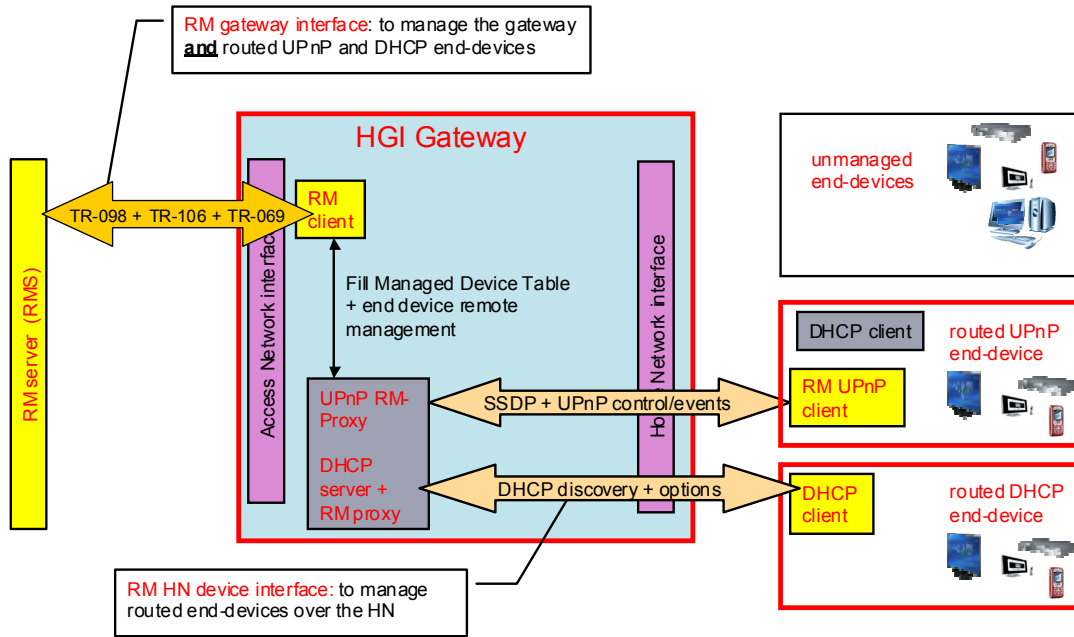 RM gateway interface: to manage the gateway
and routed UPnP and DHCP end-devices
HGI Gateway
unmanaged
end-devices
RM server (RMS)
TR-098 + TR-106 + TR-069
RM
client
Access Network interface
Fill Managed Device Table
+ end device remote
management
Network interface
DHCP client
routed UPnP
end-device
RM UPnP
client
UPnP RM-
Proxy
SSDP + UPnP control/events
DHCP
server +
RM proxy
DHCP discovery + options
DHCP
client
routed DHCP
end-device
RM HN device interface: to manage
routed end-devices over the HN